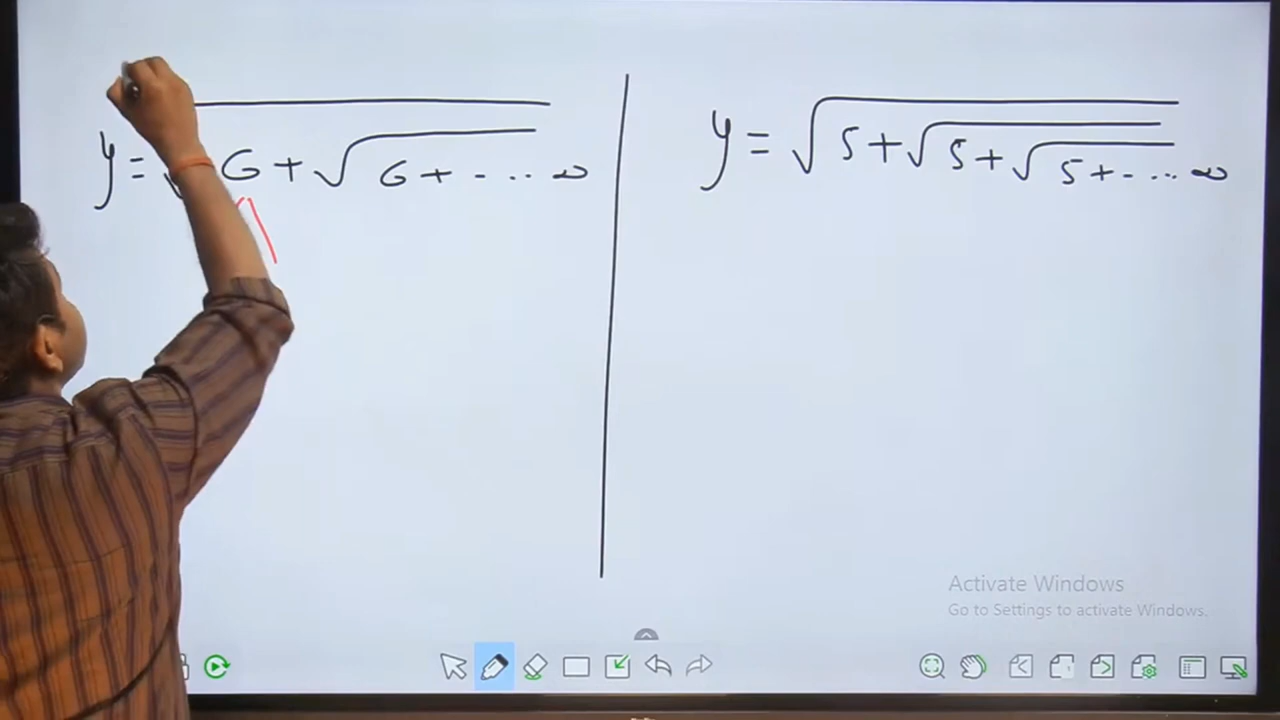 y = √6 + √6 + - ... ∞
y = √5 + √5 + √5 + - ... ∞
Activate Windows
Go to Settings to activate Windows.